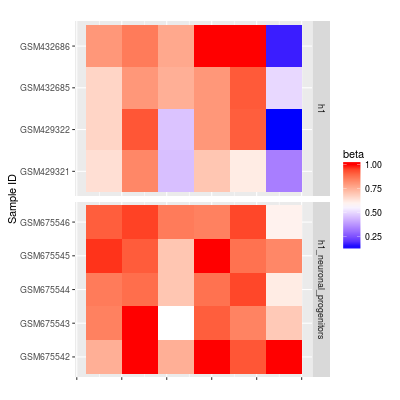 GSM432686
GSM432685
GSM429322
GSM429321
h1
GSM675546
GSM675545
GSM675544
GSM675543
GSM675542
h1_neuronal_progenitors
Sample ID
beta
1.00
0.75
0.50
0.25